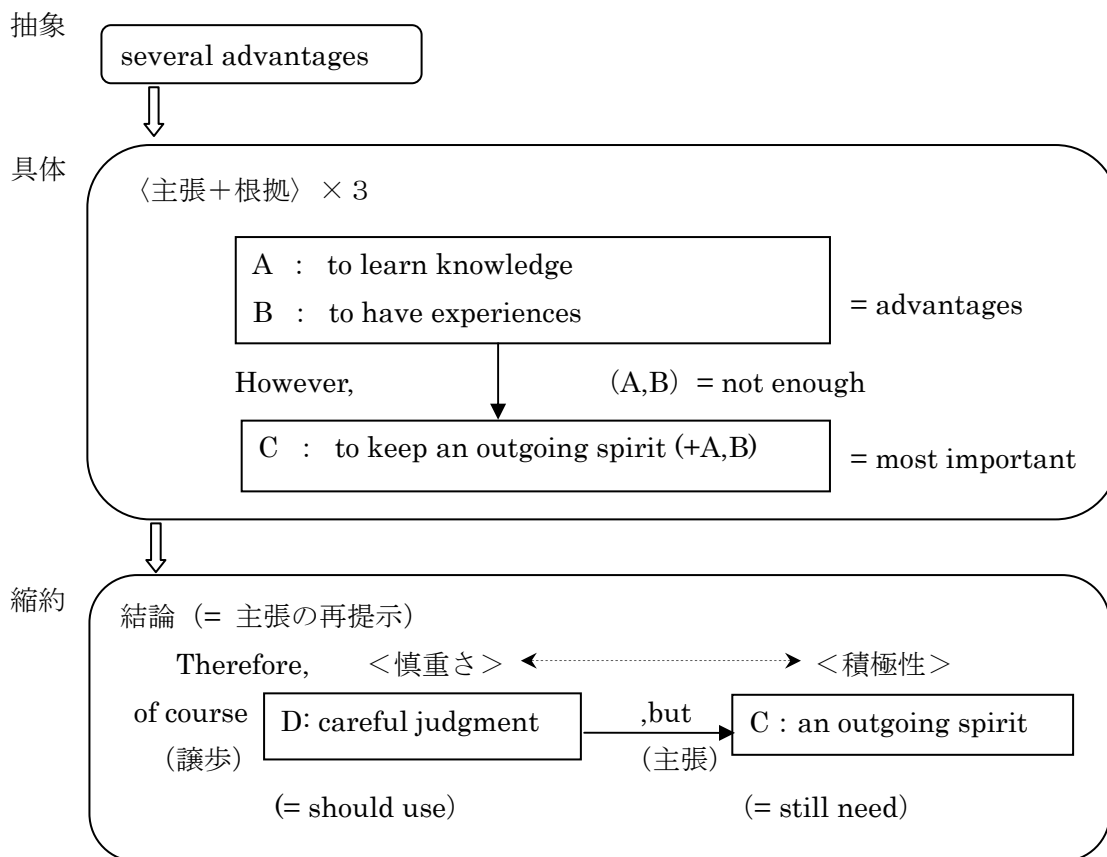 抽象
several advantages
具体
〈主張+根拠〉×3
A : to learn knowledge
B : to have experiences
= advantages
However, (A,B) = not enough
C : to keep an outgoing spirit (+A,B)
= most important
縮約
結論 (= 主張の再提示)
Therefore, <慎重さ> <積極性>
of course D: careful judgment ,but C:an outgoing spirit
(譲歩) (主張)
(= should use) (= still need)